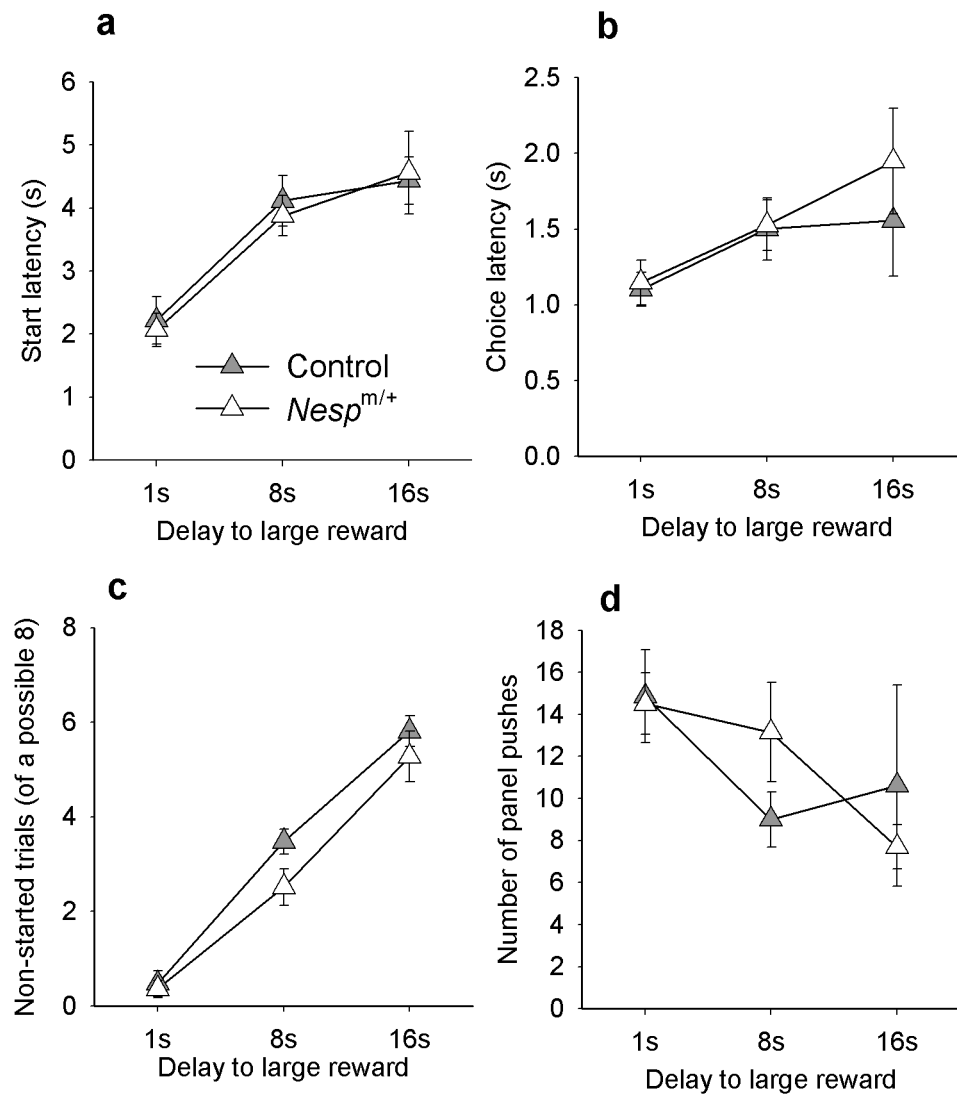 a
Start latency (s)
6
5
4
3
2
1
0
Control
Nesp^m/+
1s 8s 16s
Delay to large reward
b
Choice latency (s)
2.5
2.0
1.5
1.0
0.5
0.0
1s 8s 16s
Delay to large reward
c
Non-started trials (of a possible 8)
8
6
4
2
0
1s 8s 16s
Delay to large reward
d
Number of panel pushes
18
16
14
12
10
8
6
4
2
0
1s 8s 16s
Delay to large reward